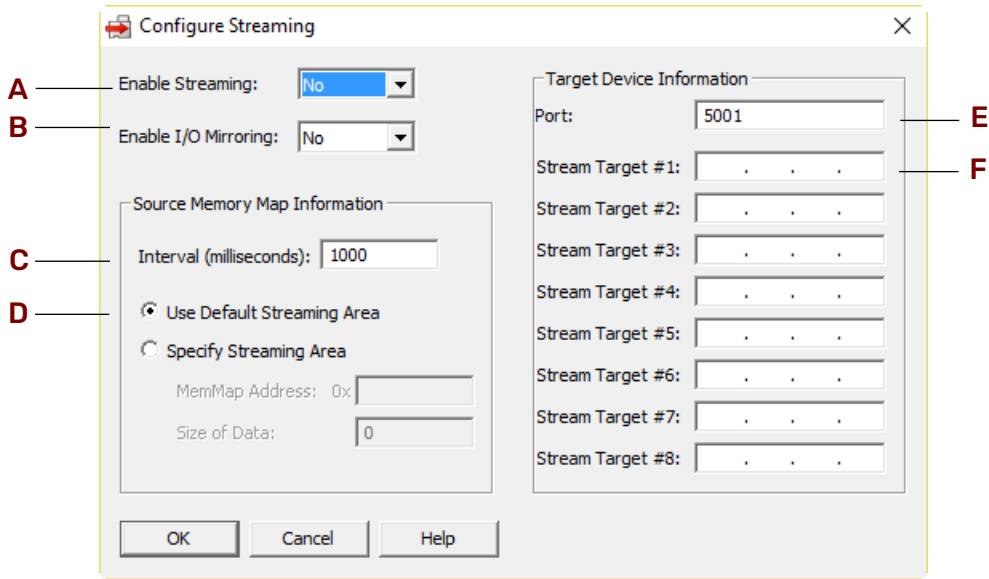 Configure Streaming
A
Enable Streaming: No
B
Enable I/O Mirroring: No
Source Memory Map Information
C
Interval (milliseconds): 1000
D
Use Default Streaming Area
Specify Streaming Area
MemMap Address: 0x
Size of Data: 0
Target Device Information
Port: 5001
E
Stream Target #1: . . .
F
Stream Target #2: . . .
Stream Target #3: . . .
Stream Target #4: . . .
Stream Target #5: . . .
Stream Target #6: . . .
Stream Target #7: . . .
Stream Target #8: . . .
OK Cancel Help